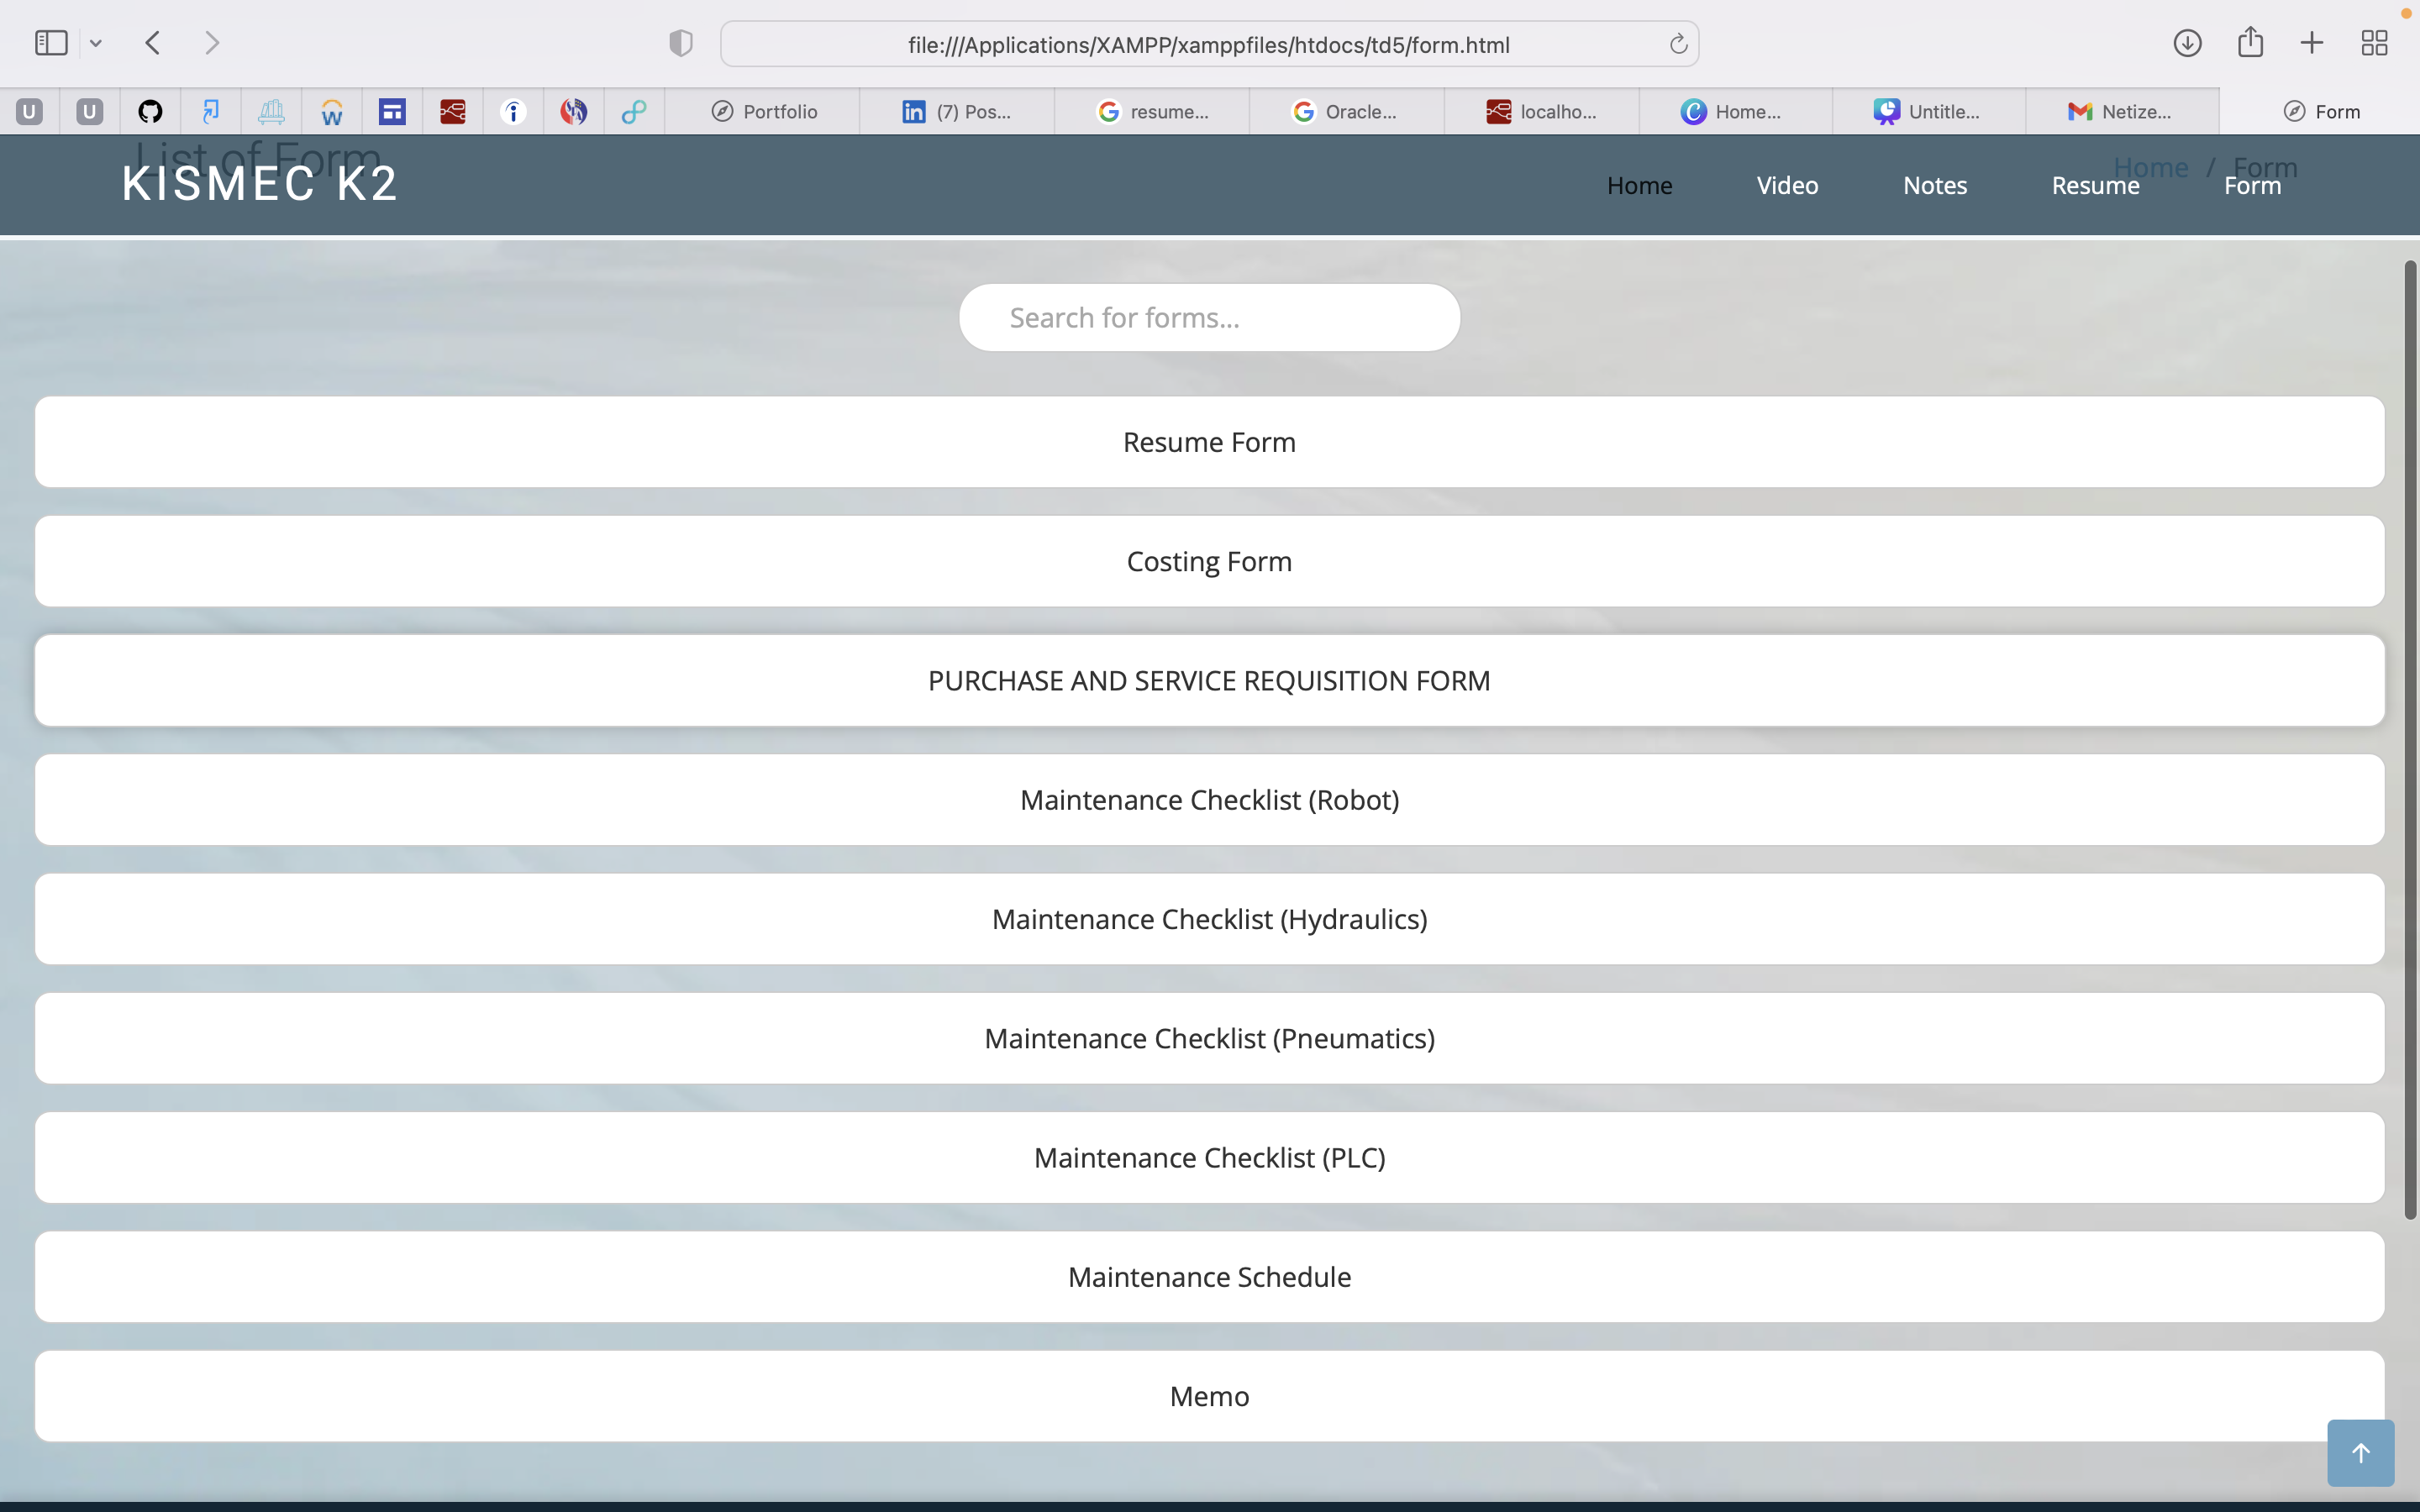 file:///Applications/XAMPP/xamppfiles/htdocs/td5/form.html
U U W Portfolio (7) Pos... resume... Oracle... localho... Home... Untitle... Netize... Form
List of Form
Home / Form
KISMEC K2 Home Video Notes Resume Form
Search for forms...
Resume Form
Costing Form
PURCHASE AND SERVICE REQUISITION FORM
Maintenance Checklist (Robot)
Maintenance Checklist (Hydraulics)
Maintenance Checklist (Pneumatics)
Maintenance Checklist (PLC)
Maintenance Schedule
Memo